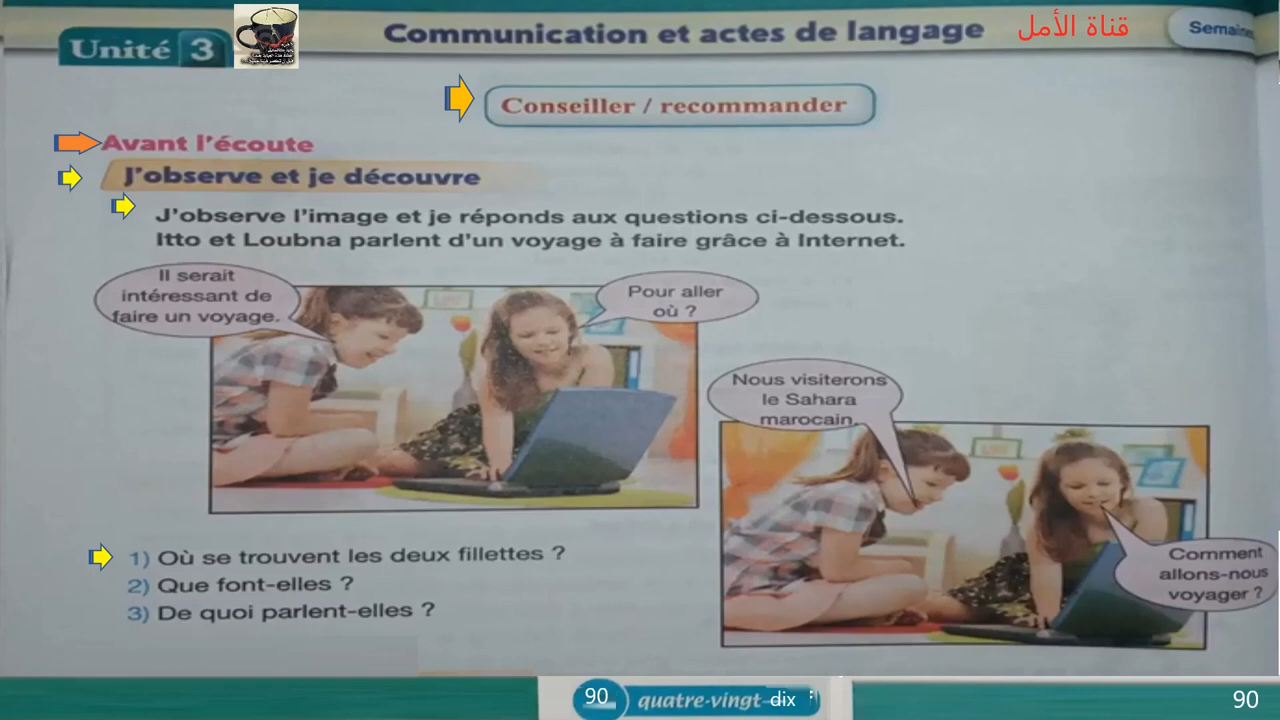 Unité 3
Communication et actes de langage
قناة الأمل
Semaine
Conseiller / recommander
Avant l'écoute
J'observe et je découvre
J'observe l'image et je réponds aux questions ci-dessous.
Itto et Loubna parlent d'un voyage à faire grâce à Internet.
Il serait
intéressant de
faire un voyage.
Pour aller
où ?
Nous visiterons
le Sahara
marocain.
Comment
allons-nous
voyager ?
1) Où se trouvent les deux fillettes ?
2) Que font-elles ?
3) De quoi parlent-elles ?
90 quatre-vingt-dix
90